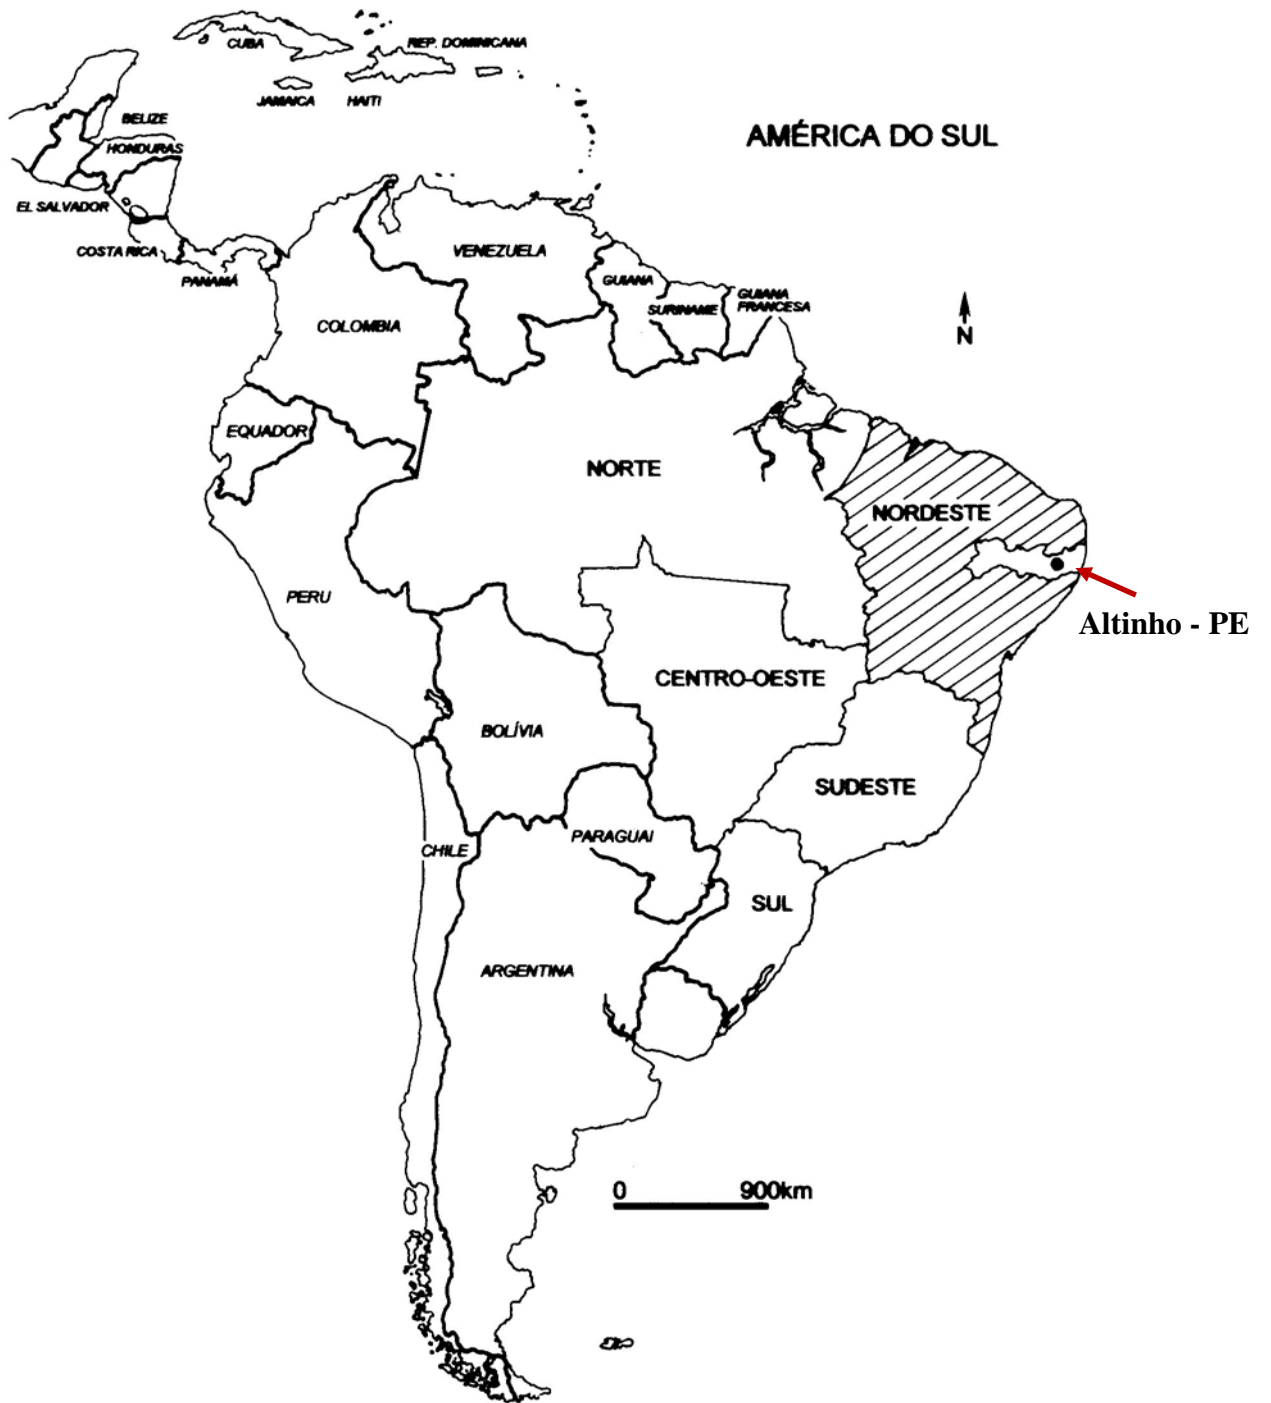 CUBA
REP. DOMINICANA
JAMAICA
HAITI
BELIZE
HONDURAS
AMÉRICA DO SUL
EL SALVADOR
COSTA RICA
PANAMÁ
VENEZUELA
GUIANA
SURINAME
GUIANA
FRANCESA
COLOMBIA
N
EQUADOR
NORTE
NORDESTE
PERU
Altinho - PE
CENTRO-OESTE
BOLÍVIA
SUDESTE
PARAGUAI
CHILE
SUL
ARGENTINA
0 900km